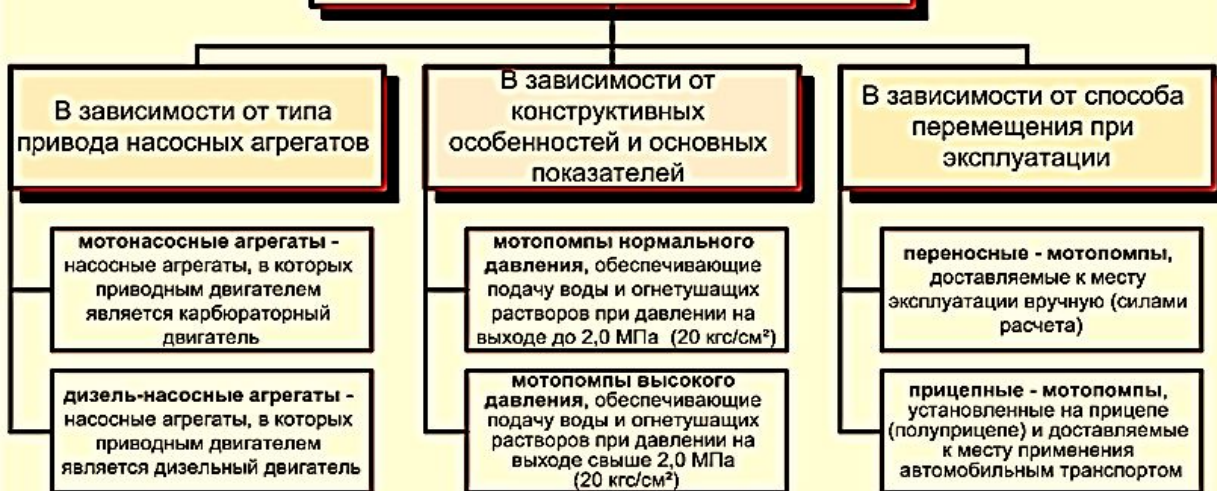 В зависимости от типа
привода насосных агрегатов
мотонасосные агрегаты -
насосные агрегаты, в которых
приводным двигателем
является карбюраторный
двигатель
дизель-насосные агрегаты -
насосные агрегаты, в которых
приводным двигателем
является дизельный двигатель
В зависимости от
конструктивных
особенностей и основных
показателей
мотопомпы нормального
давления, обеспечивающие
подачу воды и огнетушащих
растворов при давлении на
выходе до 2,0 МПа (20 кгс/см²)
мотопомпы высокого
давления, обеспечивающие
подачу воды и огнетушащих
растворов при давлении на
выходе свыше 2,0 МПа
(20 кгс/см²)
В зависимости от способа
перемещения при
эксплуатации
переносные - мотопомпы,
доставляемые к месту
эксплуатации вручную (силами
расчета)
прицепные - мотопомпы,
установленные на прицепе
(полуприцепе) и доставляемые
к месту применения
автомобильным транспортом